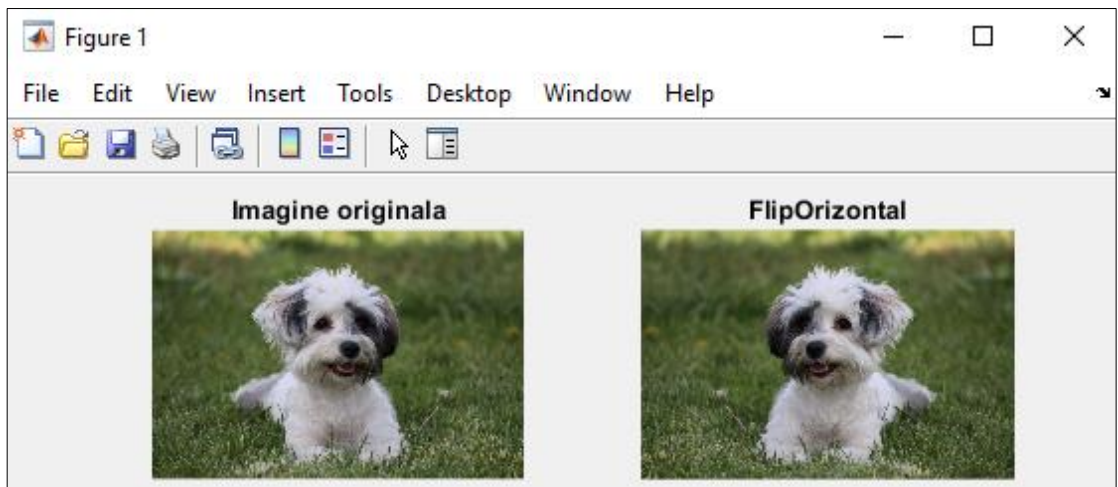 Figure 1
File Edit View Insert Tools Desktop Window Help
Imagine originala FlipOrizontal